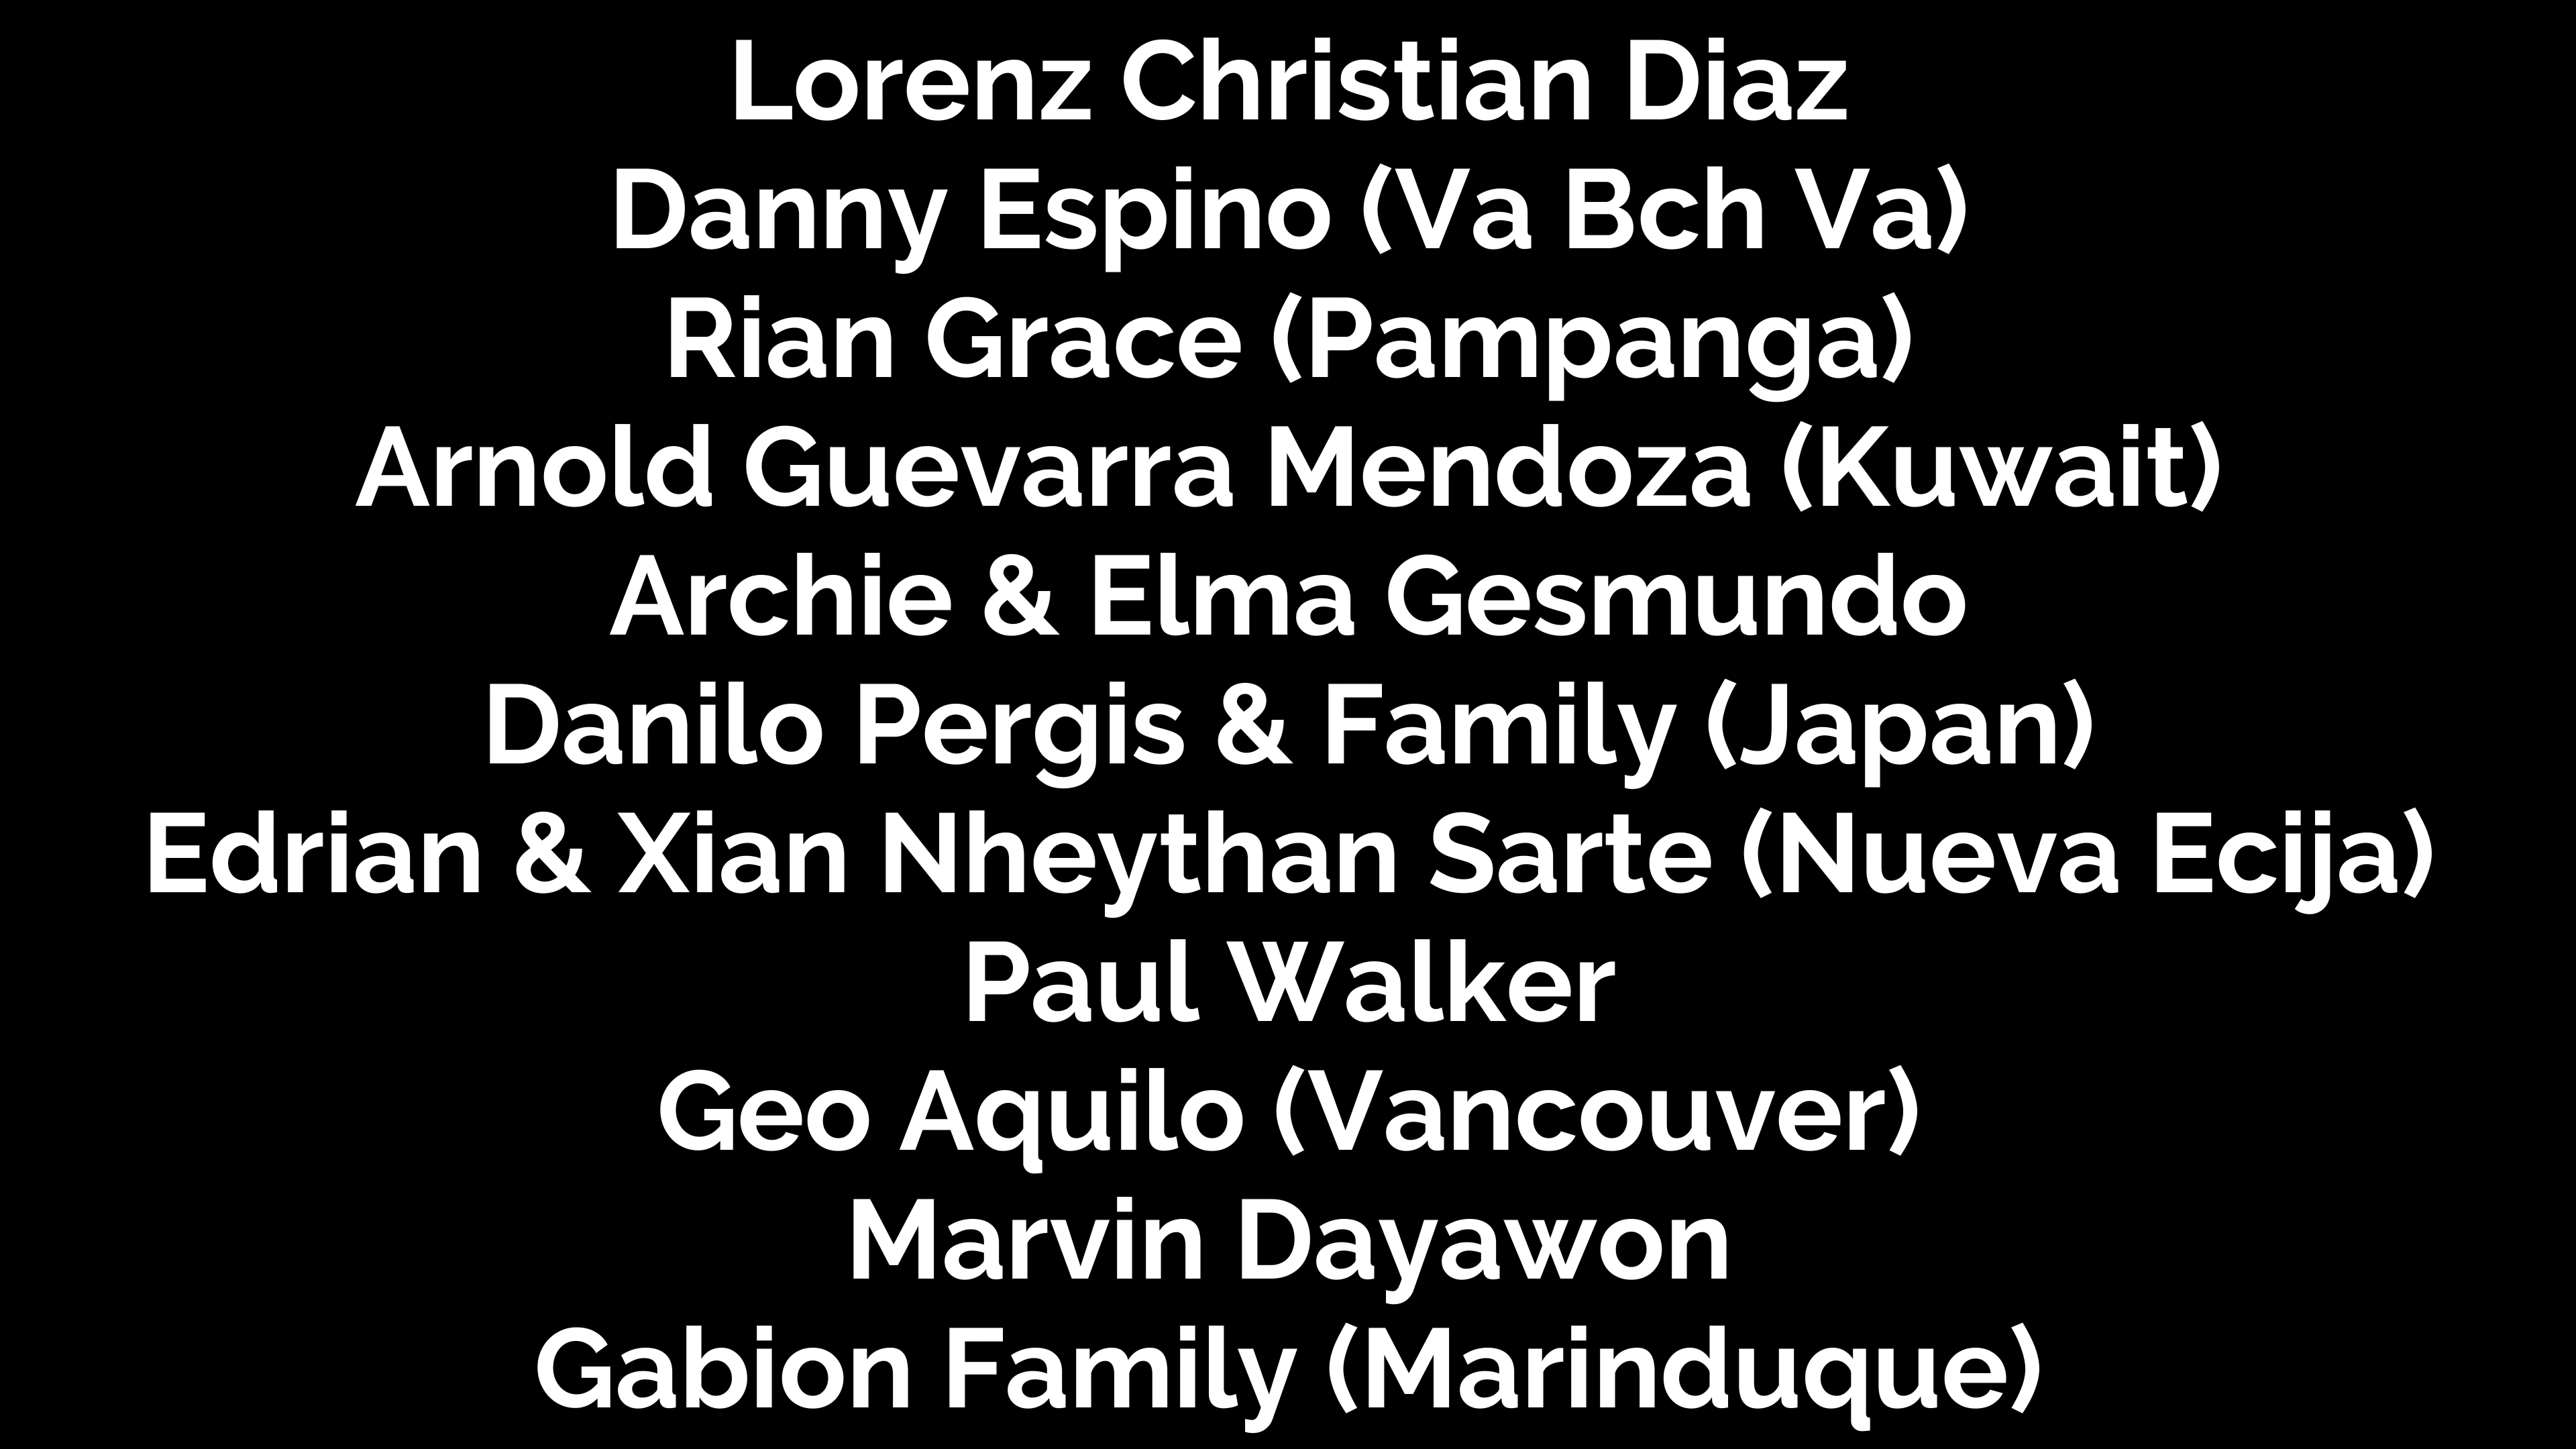 Lorenz Christian Diaz
Danny Espino (Va Bch Va)
Rian Grace (Pampanga)
Arnold Guevarra Mendoza (Kuwait)
Archie & Elma Gesmundo
Danilo Pergis & Family (Japan)
Edrian & Xian Nheythan Sarte (Nueva Ecija)
Paul Walker
Geo Aquilo (Vancouver)
Marvin Dayawon
Gabion Family (Marinduque)